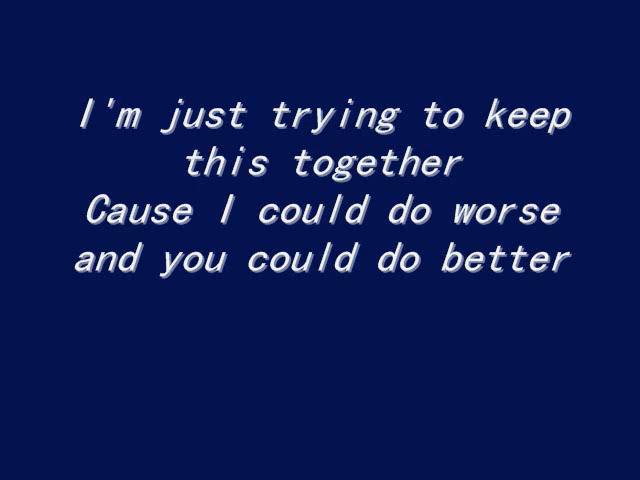 I'm just trying to keep
this together
Cause I could do worse
and you could do better